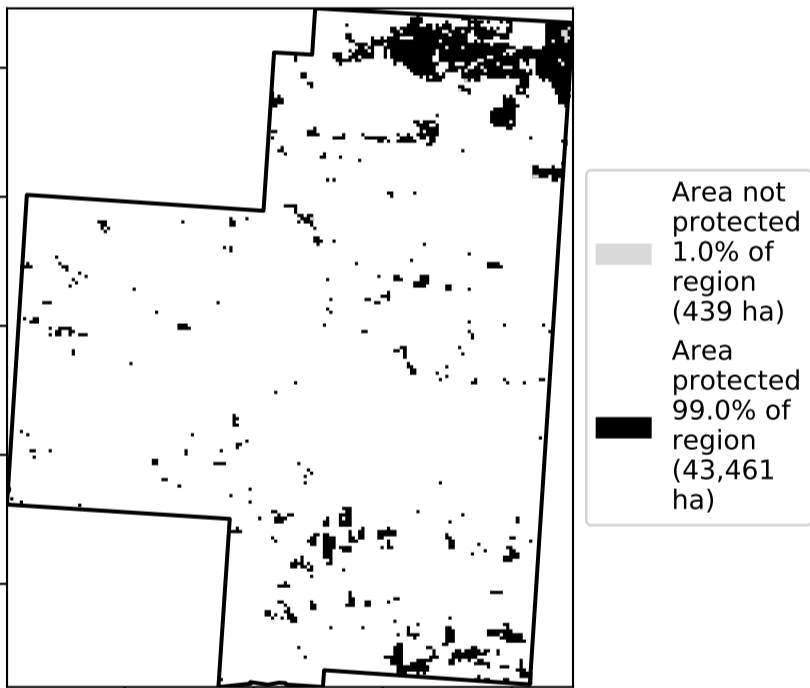 Area not
protected
1.0% of
region
(439 ha)
Area
protected
99.0% of
region
(43,461
ha)